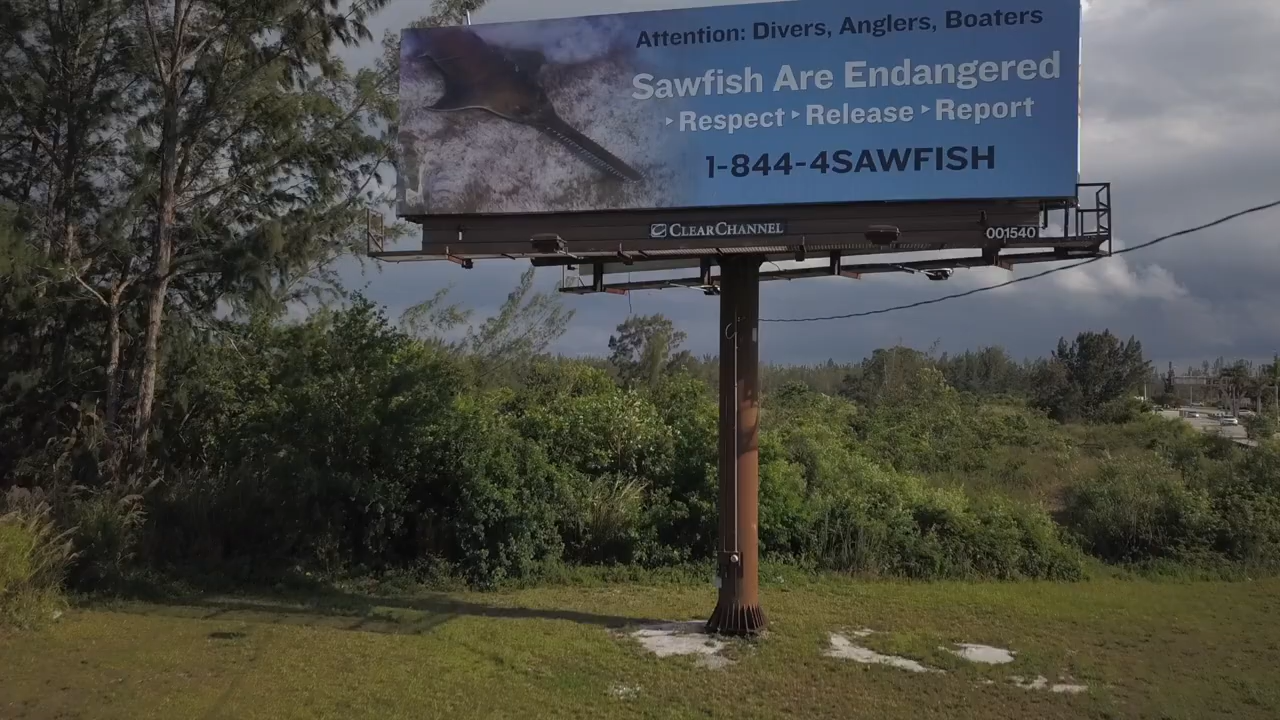 Attention: Divers, Anglers, Boaters
Sawfish Are Endangered
▸Respect ▸Release ▸Report
1-844-4SAWFISH
CLEARCHANNEL
001540